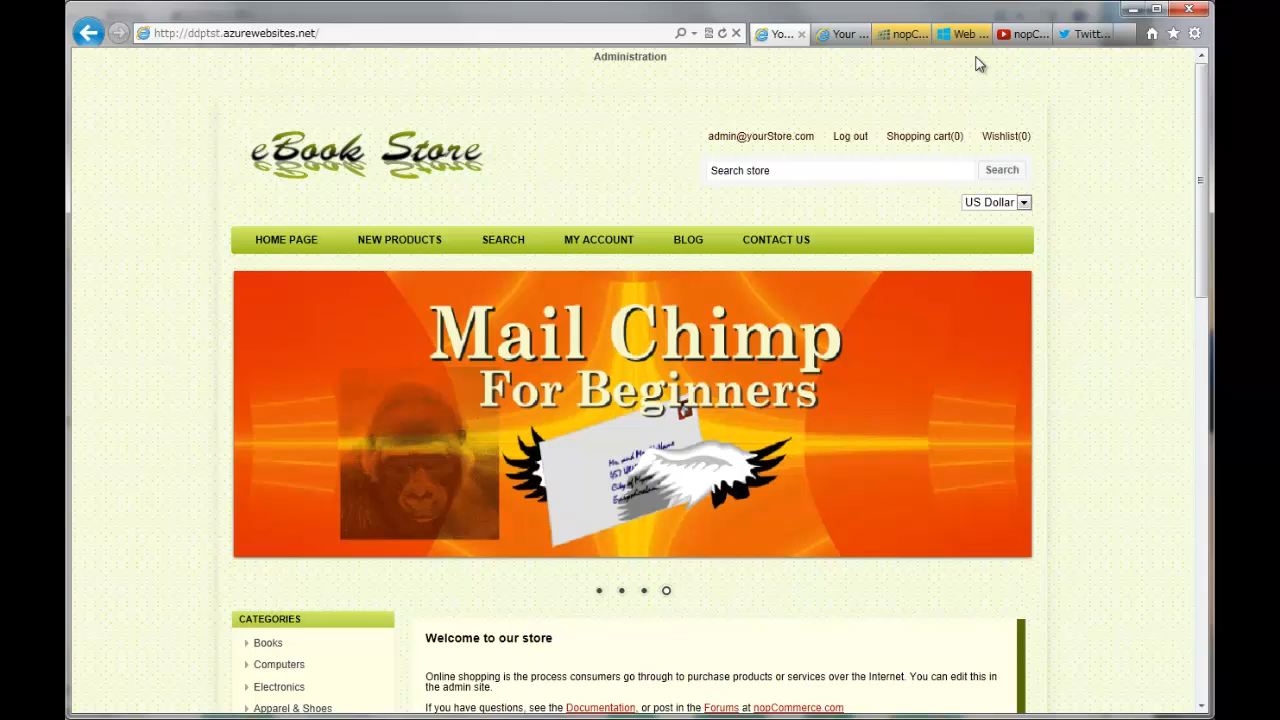 http://ddptst.azurewebsites.net/
Yo...
Your ...
nopC...
Web ...
nopC...
Twitt...
Administration
eBook Store
admin@yourStore.com Log out Shopping cart(0) Wishlist(0)
Search store Search
US Dollar
HOME PAGE NEW PRODUCTS SEARCH MY ACCOUNT BLOG CONTACT US
Mail Chimp
For Beginners
CATEGORIES
Books
Computers
Electronics
Apparel & Shoes
Welcome to our store
Online shopping is the process consumers go through to purchase products or services over the Internet. You can edit this in
the admin site.
If you have questions, see the Documentation, or post in the Forums at nopCommerce.com